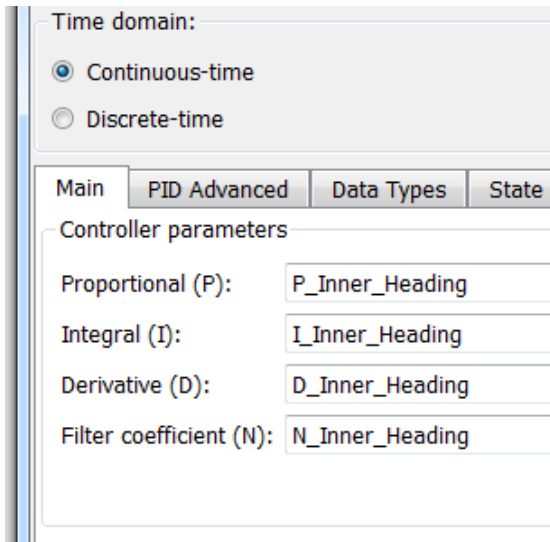 Time domain:
Continuous-time
Discrete-time
Main PID Advanced Data Types State
Controller parameters
Proportional (P): P_Inner_Heading
Integral (I): I_Inner_Heading
Derivative (D): D_Inner_Heading
Filter coefficient (N): N_Inner_Heading